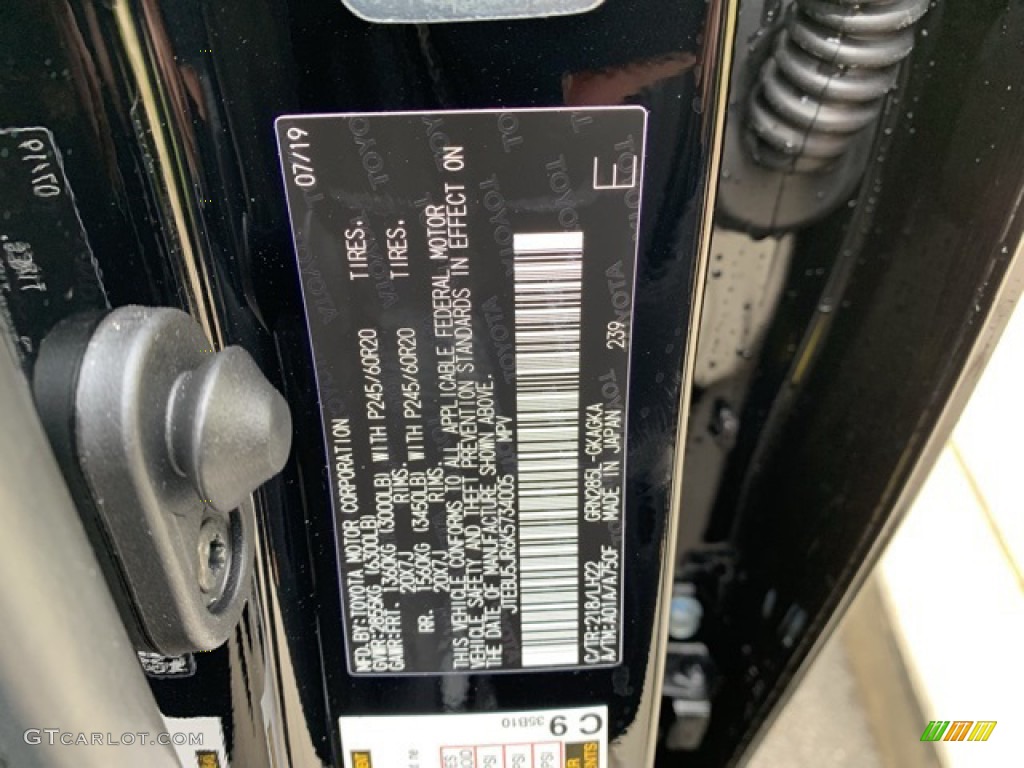 MFD.BY:TOYOTA MOTOR CORPORATION 07/19
GVWR:2855KG (6300LB)
GAWR:FRT. 1360KG (3000LB) WITH P245/60R20 TIRES.
20X7J RIMS.
RR. 1560KG (3450LB) WITH P245/60R20 TIRES.
20X7J RIMS.
THIS VEHICLE CONFORMS TO ALL APPLICABLE FEDERAL MOTOR
VEHICLE SAFETY AND THEFT PREVENTION STANDARDS IN EFFECT ON
THE DATE OF MANUFACTURE SHOWN ABOVE.
JTEBU5JR6K5734005 MPV
C/TR:218/LH22 GRN285L-GKAGKA
A/TM:A01A/A750F MADE IN JAPAN 239
E
C 9
35B10
GTCARLOT.COM